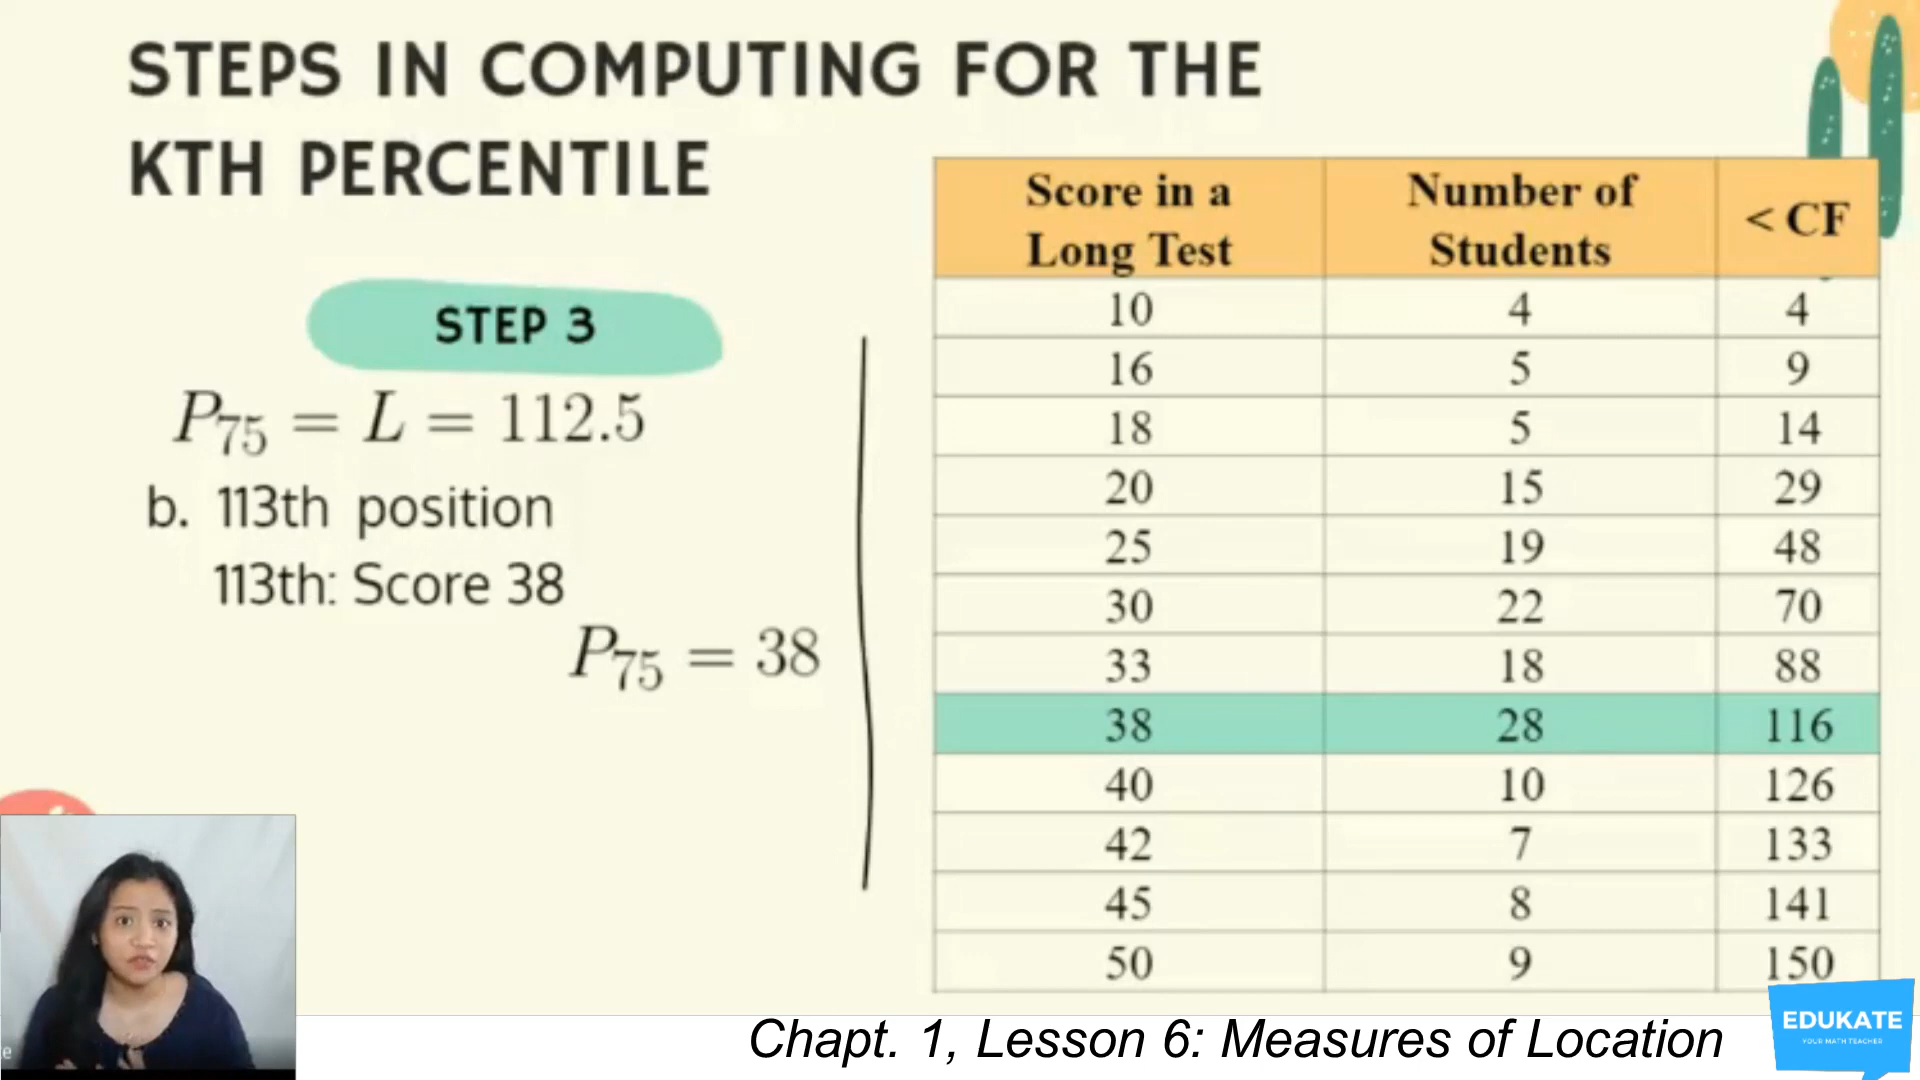 STEPS IN COMPUTING FOR THE
KTH PERCENTILE
STEP 3
P75 = L = 112.5
b. 113th position
113th: Score 38
P75 = 38
Score in a Long Test | Number of Students | < CF
10 | 4 | 4
16 | 5 | 9
18 | 5 | 14
20 | 15 | 29
25 | 19 | 48
30 | 22 | 70
33 | 18 | 88
38 | 28 | 116
40 | 10 | 126
42 | 7 | 133
45 | 8 | 141
50 | 9 | 150
Chapt. 1, Lesson 6: Measures of Location
EDUKATE
YOUR MATH TEACHER